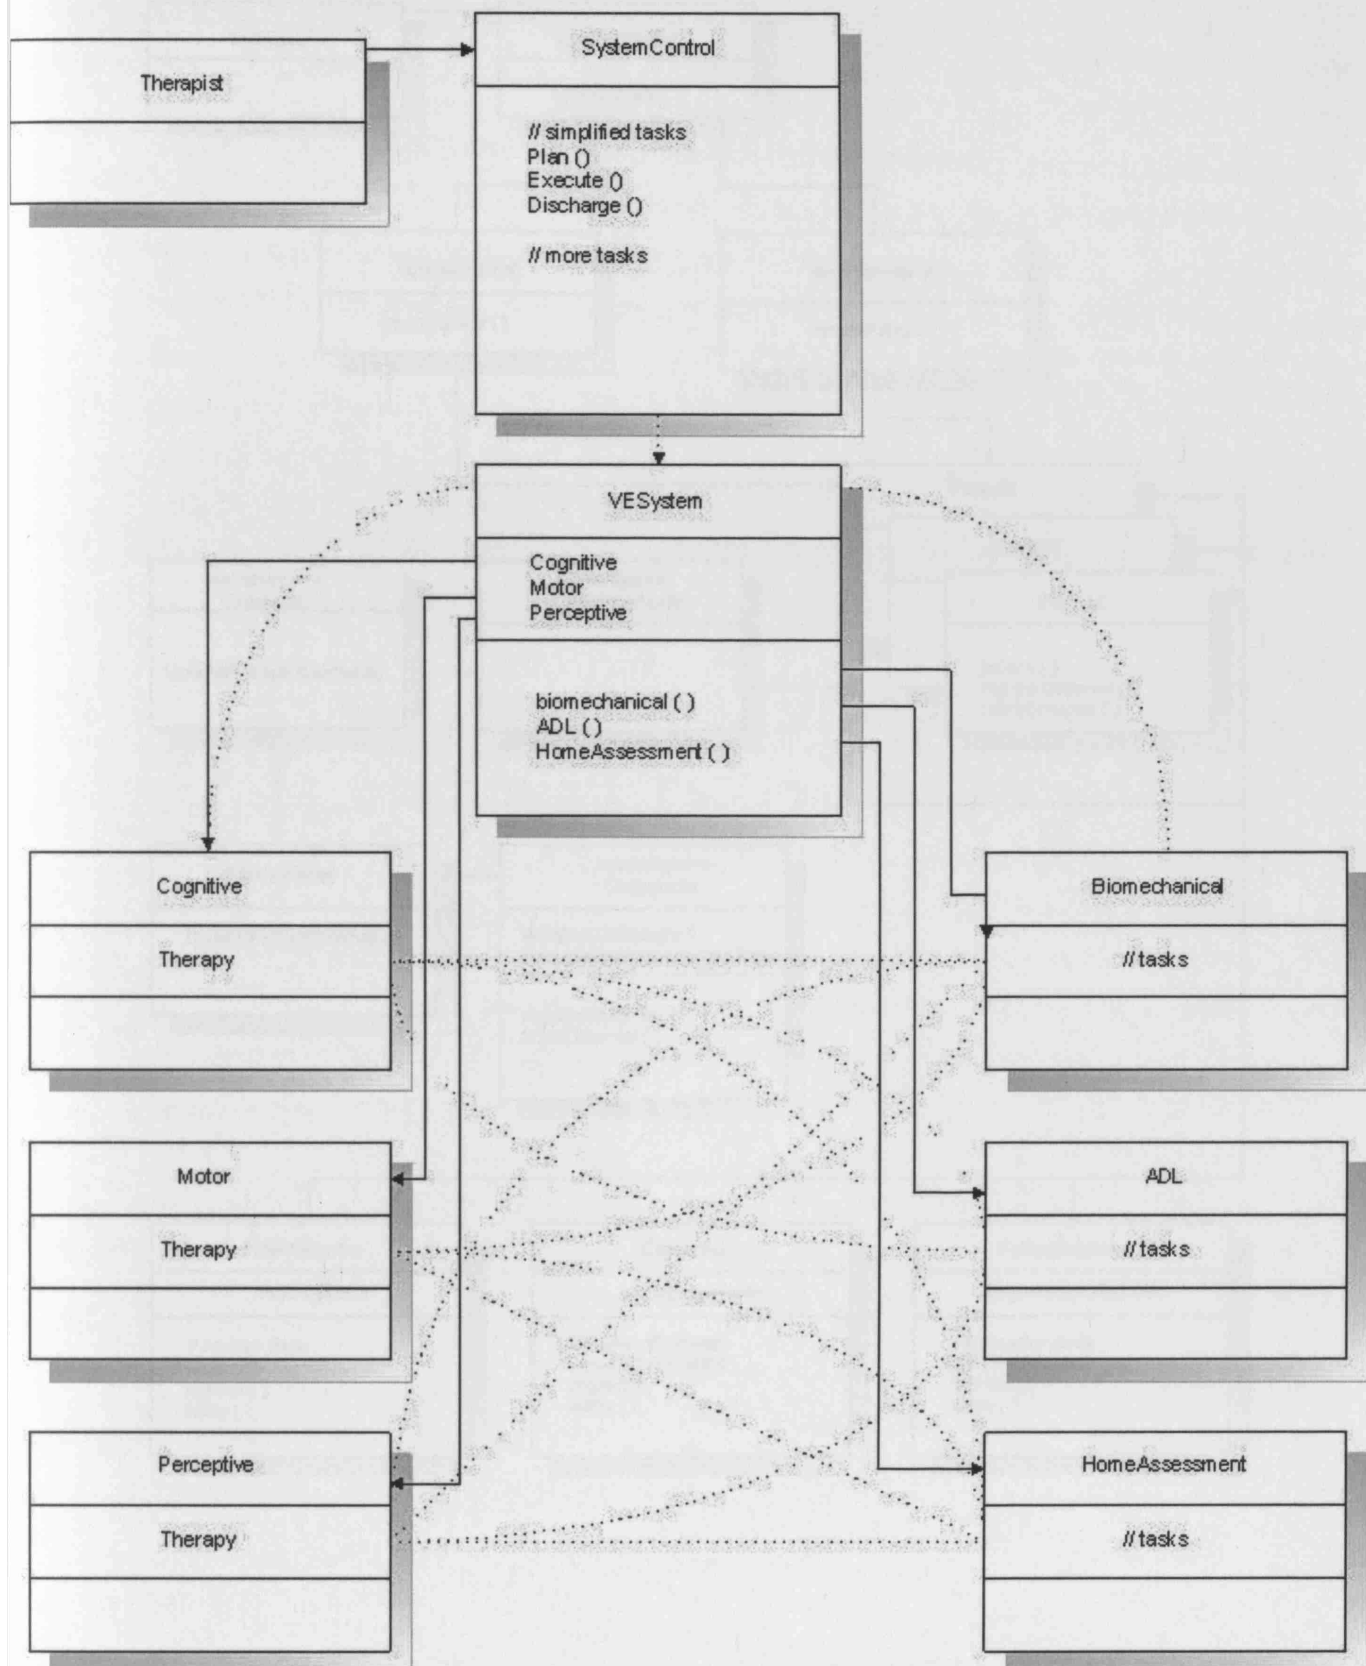 Therapist
SystemControl
// simplified tasks
Plan ()
Execute ()
Discharge ()
// more tasks
VESystem
Cognitive
Motor
Perceptive
biomechanical ( )
ADL ( )
HomeAssessment ( )
Cognitive
Therapy
Biomechanical
// tasks
Motor
Therapy
ADL
// tasks
Perceptive
Therapy
HomeAssessment
// tasks